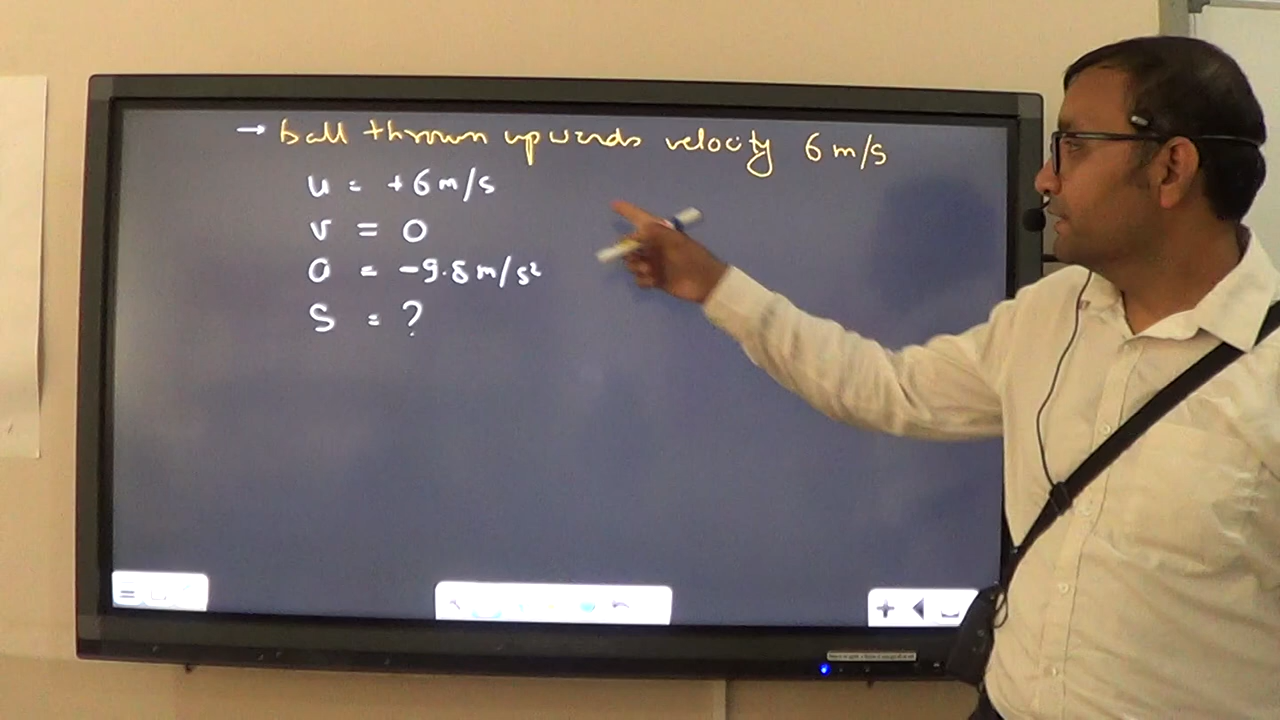 → ball thrown upwards velocity 6 m/s
u = +6 m/s
v = 0
a = -9.8 m/s²
S = ?